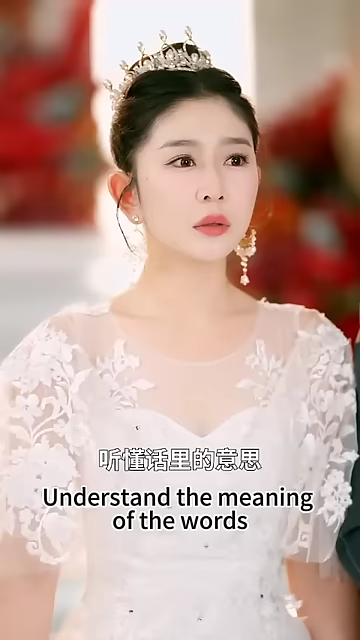 听懂话里的意思
Understand the meaning
of the words